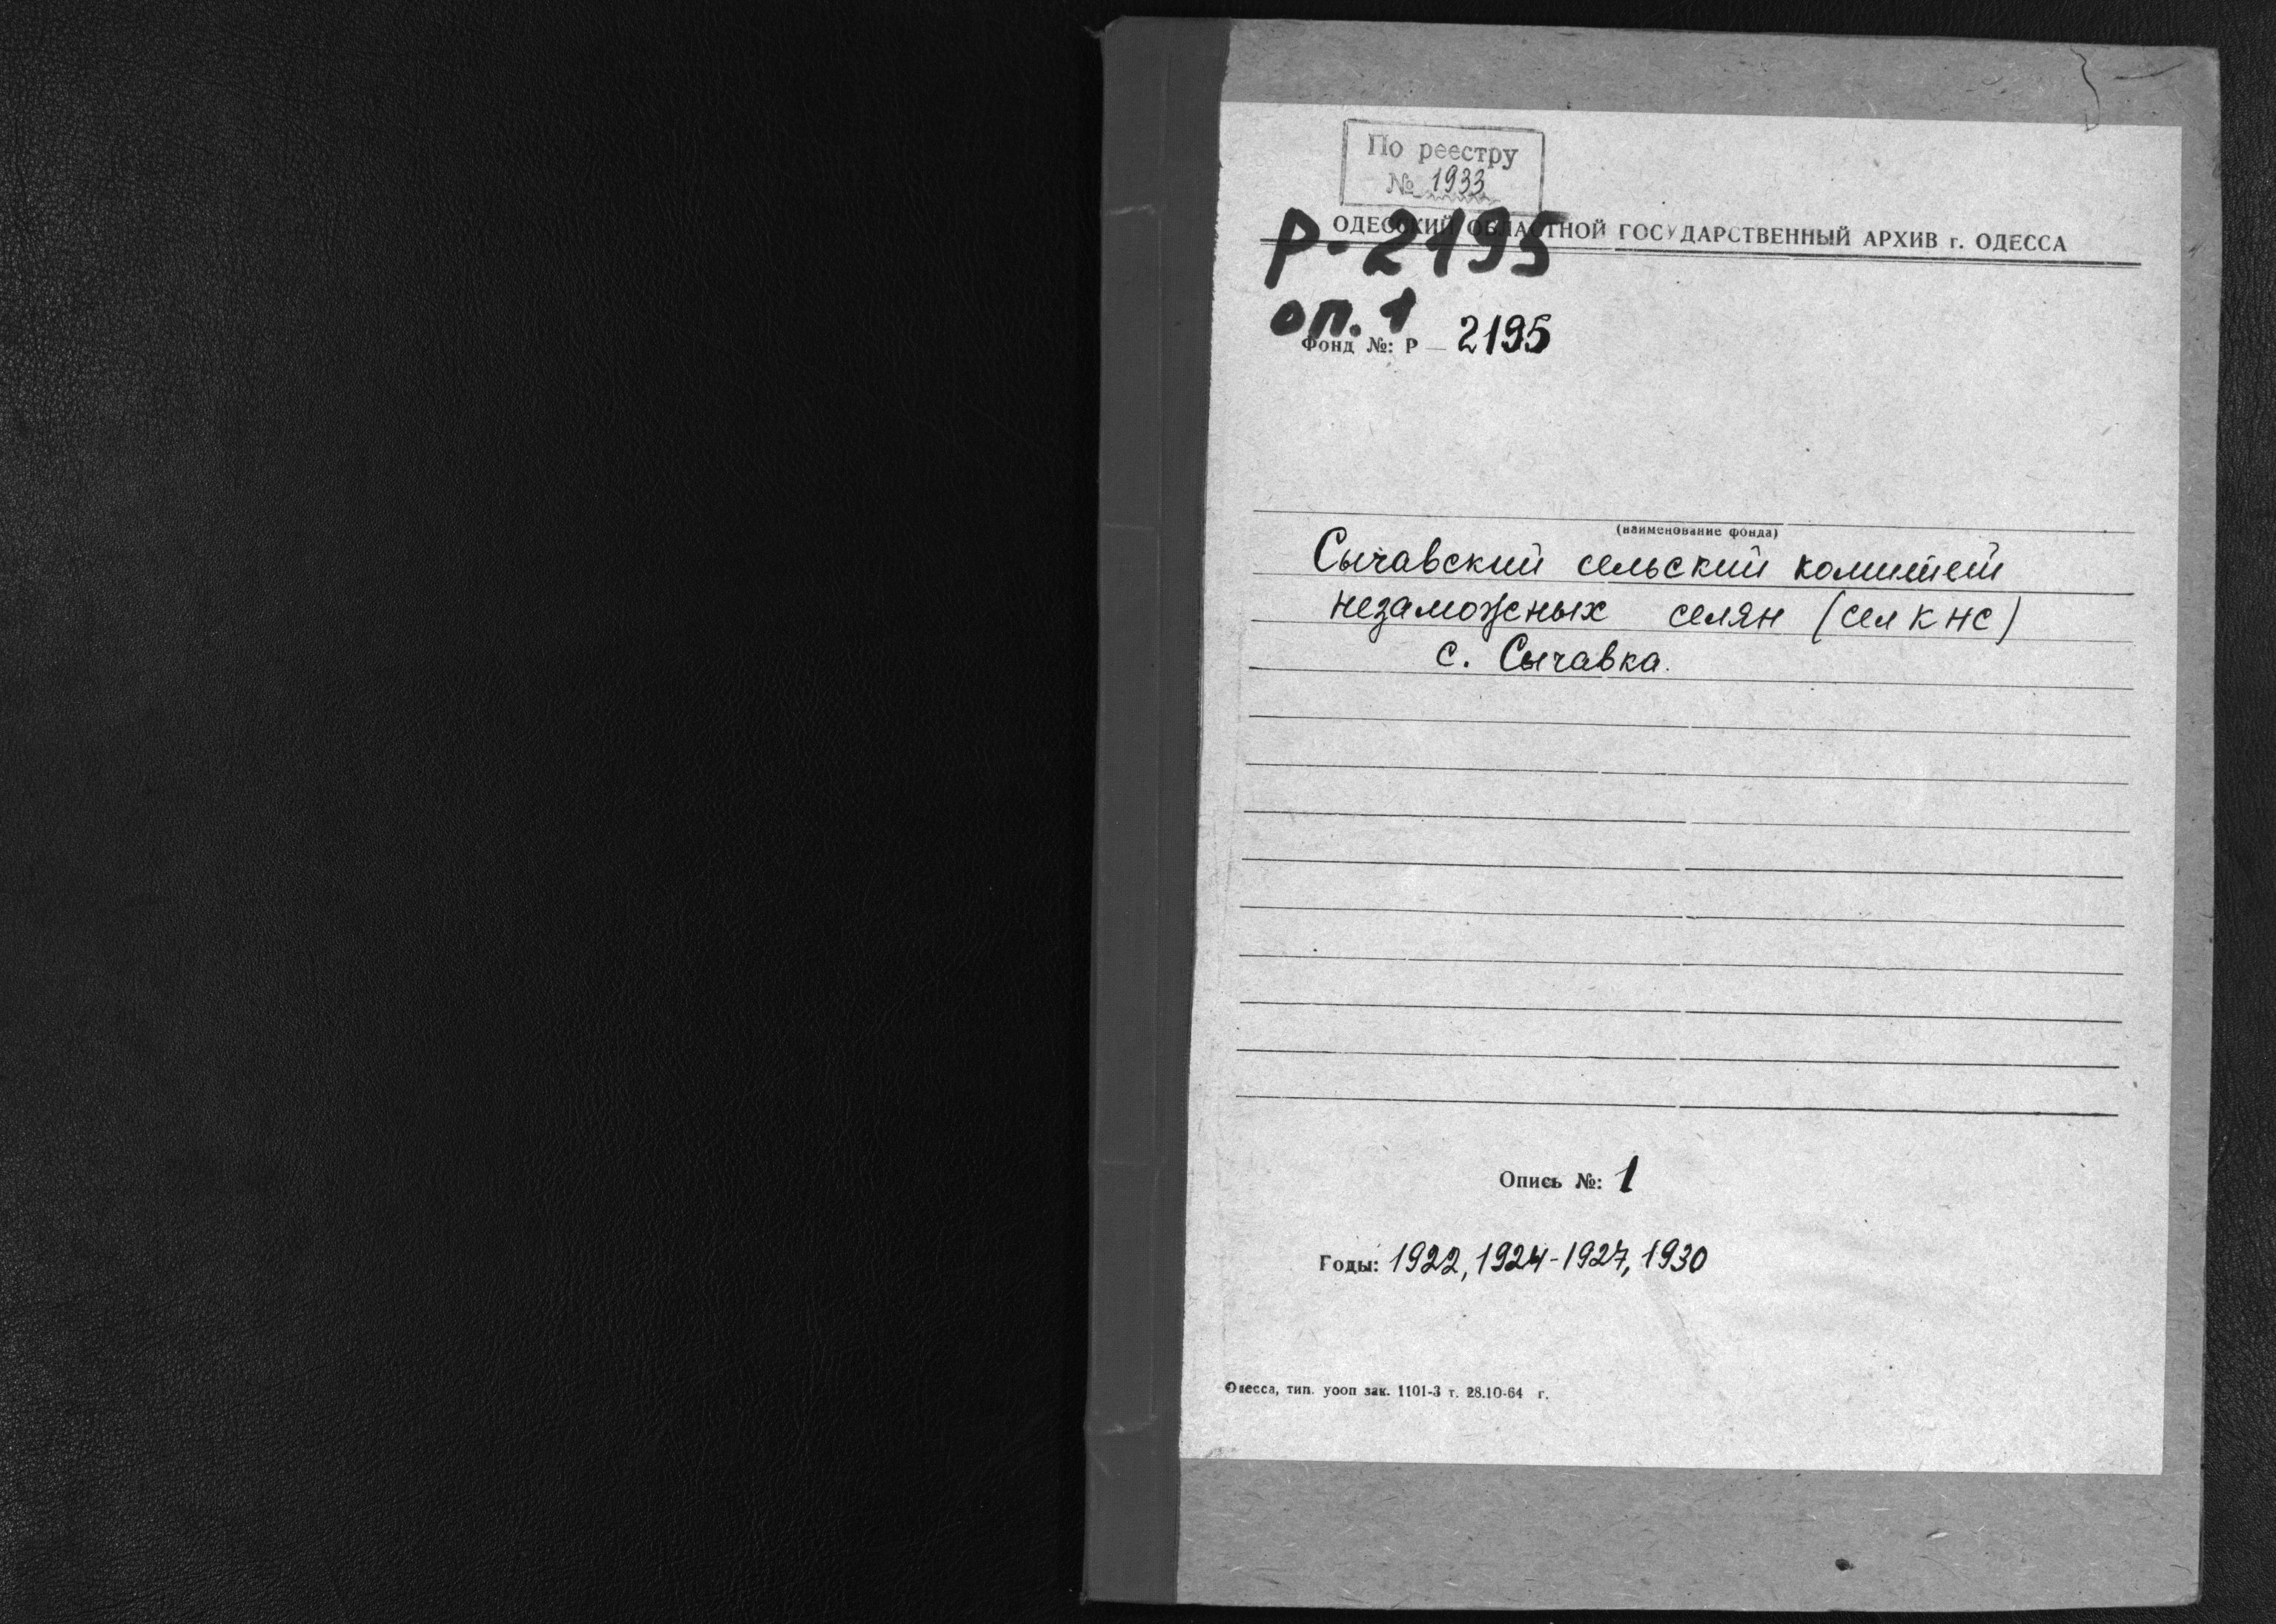 По реестру
№ 1933
ОДЕССКИЙ ОБЛАСТНОЙ ГОСУДАРСТВЕННЫЙ АРХИВ г. ОДЕССА
Р-2195
оп. 1
Фонд №: Р — 2195
(наименование фонда)
Сычавский сельский комитет
незаможных селян (сел КНС)
с. Сычавка.
Опись №: 1
Годы: 1922, 1924-1927, 1930
Одесса, тип. уооп зак. 1101-3 т. 28.10-64 г.